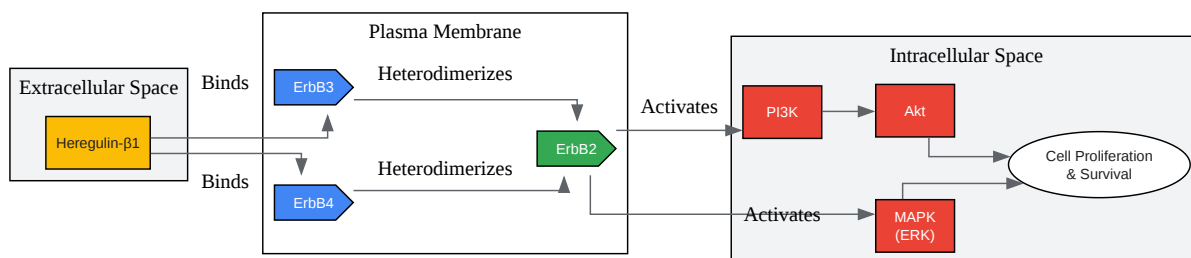 Plasma Membrane
Intracellular Space
Extracellular Space
Binds
ErbB3
Heterodimerizes
Activates
PI3K
Akt
Heregulin-β1
ErbB2
Cell Proliferation
& Survival
Binds
Heterodimerizes
ErbB4
Activates
MAPK
(ERK)